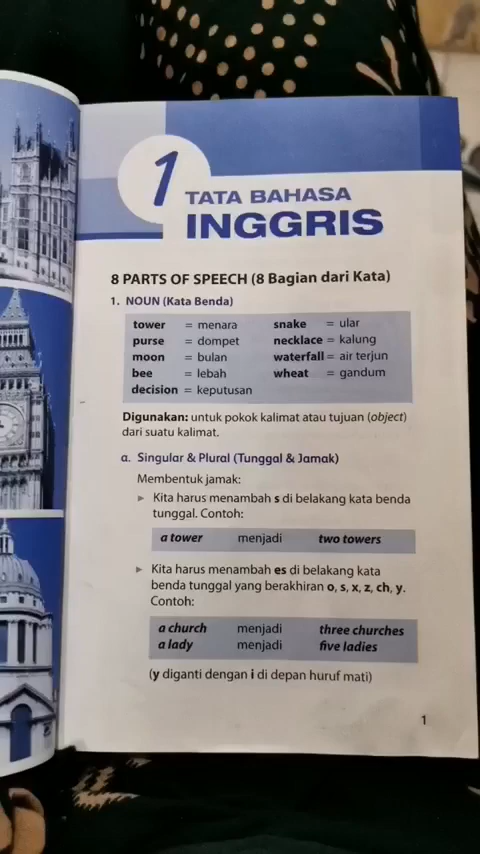 1
TATA BAHASA
INGGRIS
8 PARTS OF SPEECH (8 Bagian dari Kata)
1. NOUN (Kata Benda)
tower = menara snake = ular
purse = dompet necklace = kalung
moon = bulan waterfall = air terjun
bee = lebah wheat = gandum
decision = keputusan
Digunakan: untuk pokok kalimat atau tujuan (object)
dari suatu kalimat.
a. Singular & Plural (Tunggal & Jamak)
Membentuk jamak:
► Kita harus menambah s di belakang kata benda
tunggal. Contoh:
a tower menjadi two towers
► Kita harus menambah es di belakang kata
benda tunggal yang berakhiran o, s, x, z, ch, y.
Contoh:
a church menjadi three churches
a lady menjadi five ladies
(y diganti dengan i di depan huruf mati)
1